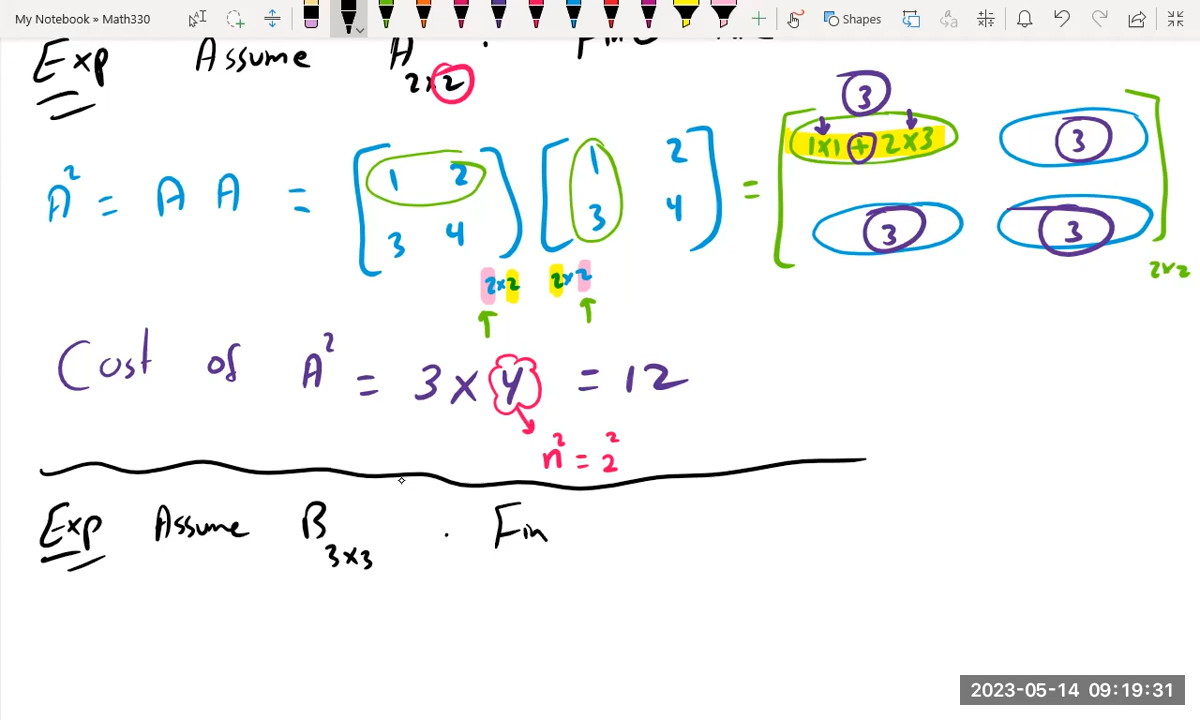 My Notebook » Math330
Shapes
Exp Assume A 2x2 .
A² = A A = [1 2 3 4] [1 2 3 4] = [1x1 + 2x3 3 3 3] 2x2
3
2x2 2x2
Cost of A² = 3 x 4 = 12
n² = 2²
Exp Assume B 3x3 . Fin
2023-05-14 09:19:31